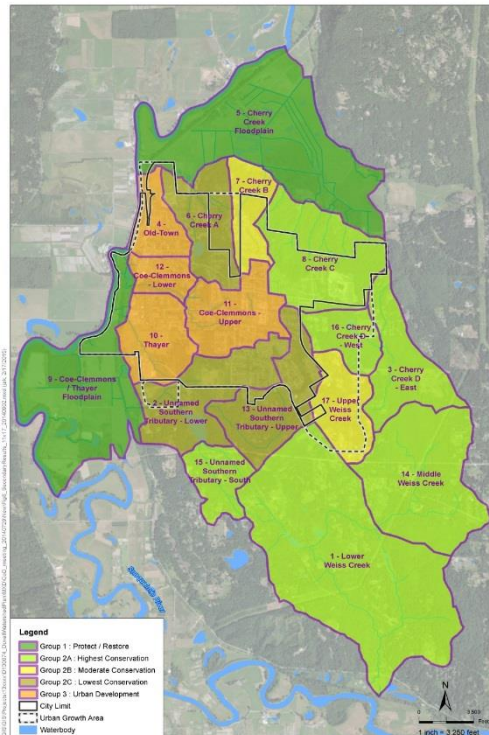 5 - Cherry
Creek
Floodplain
7 - Cherry
Creek B
6 - Cherry
Creek A
4 -
Old-Town
8 - Cherry
Creek C
12 -
Coe-Clemmons
- Lower
11 -
Coe-Clemmons -
Upper
16 - Cherry
Creek
- West
10 -
Thayer
3 - Cherry
Creek D
- East
9 - Coe-Clemmons
/ Thayer
Floodplain
2 - Unnamed
Southern
Tributary - Lower
13 - Unnamed
Southern
Tributary - Upper
17 - Upper
Weiss
Creek
15 - Unnamed
Southern
Tributary - South
14 - Middle
Weiss Creek
1 - Lower
Weiss Creek
Legend
Group 1 : Protect / Restore
Group 2A : Highest Conservation
Group 2B : Moderate Conservation
Group 2C : Lowest Conservation
Group 3 : Urban Development
City Limit
Urban Growth Area
Waterbody
N
1 inch = 3,250 feet